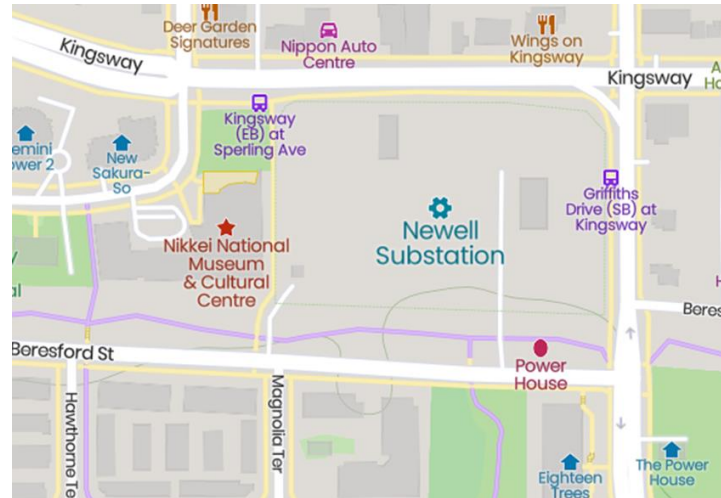 Deer Garden
Signatures
Kingsway
Nippon Auto
Centre
Wings on
Kingsway
Kingsway
Kingsway
(EB) at
Sperling Ave
emini
ower 2
New
Sakura-
So
Griffiths
Drive (SB) at
Kingsway
Newell
Substation
Nikkei National
Museum
& Cultural
Centre
Beres
Beresford St
Power
House
Hawthorne Te
Magnolia Ter
Eighteen
Trees
The Power
House